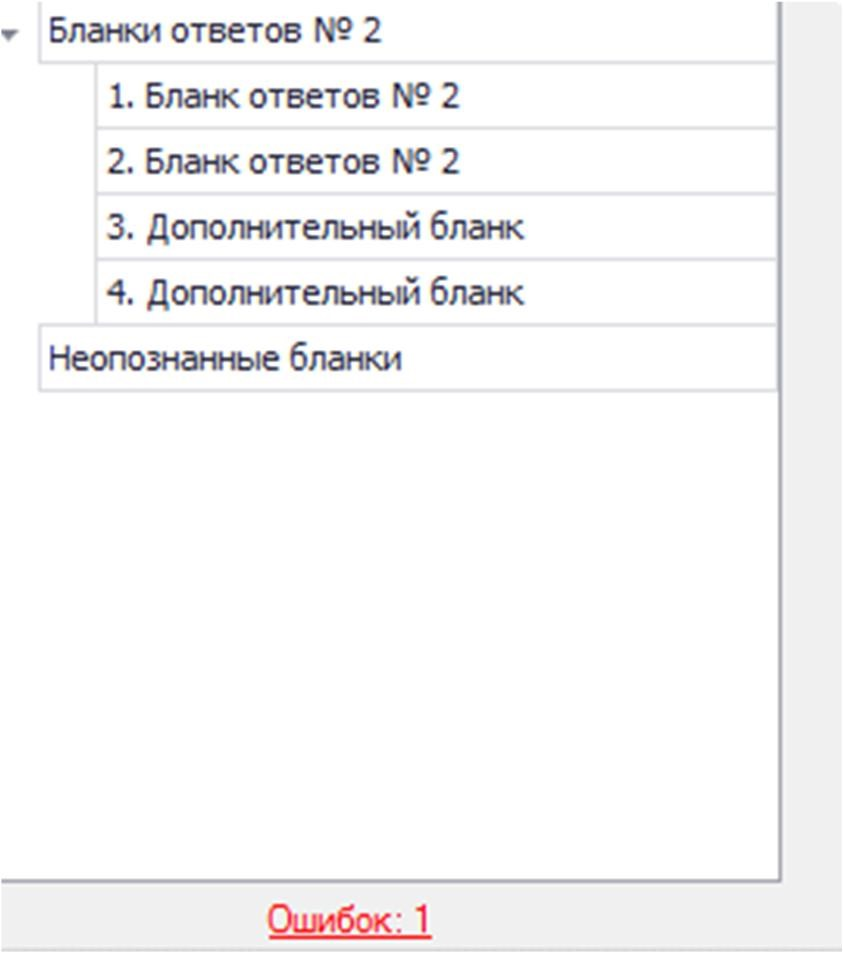 Бланки ответов № 2
1. Бланк ответов № 2
2. Бланк ответов № 2
3. Дополнительный бланк
4. Дополнительный бланк
Неопознанные бланки
Ошибок: 1